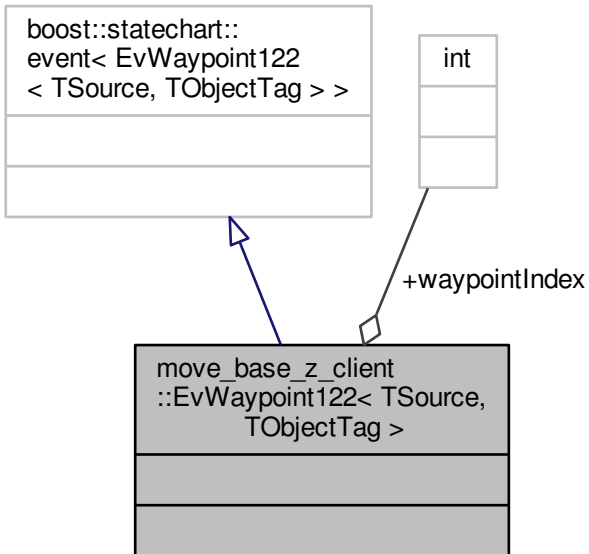 boost::statechart::
event< EvWaypoint122
< TSource, TObjectTag > >
int
+waypointIndex
move_base_z_client
::EvWaypoint122< TSource,
TObjectTag >